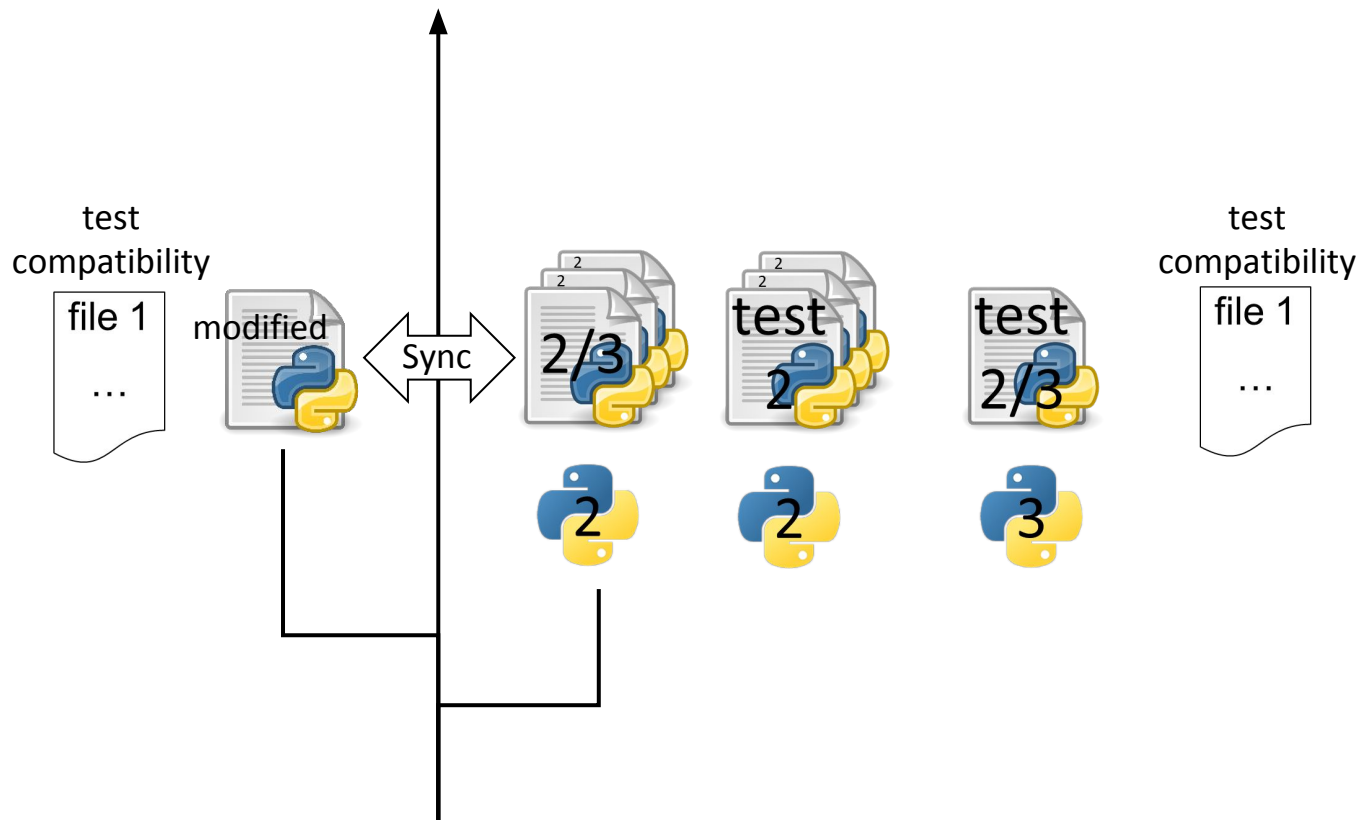 test
compatibility
file 1
...
modified
Sync
2
2
2/3
2
2
2
test
2
2
test
2/3
3
test
compatibility
file 1
...